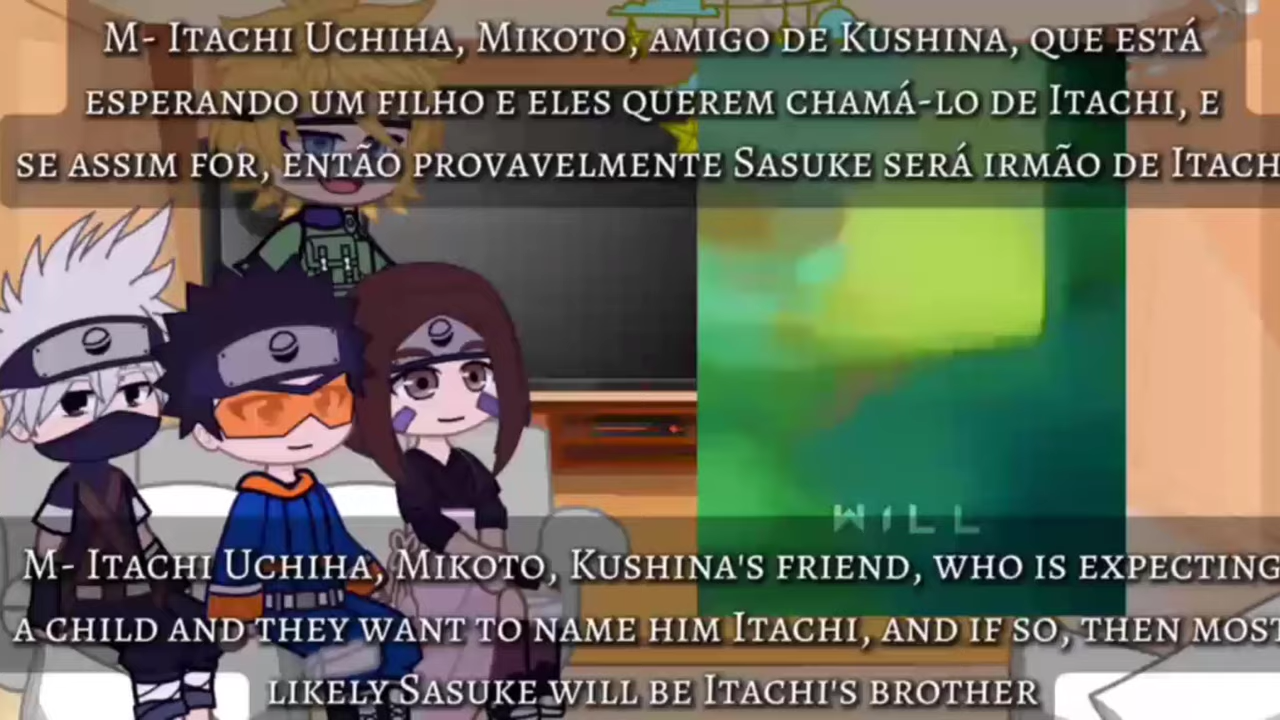 M- Itachi Uchiha, Mikoto, amigo de Kushina, que está
esperando um filho e eles querem chamá-lo de Itachi, e
se assim for, então provavelmente Sasuke será irmão de Itach
WILL
M- Itachi Uchiha, Mikoto, Kushina's friend, who is expecting
a child and they want to name him Itachi, and if so, then most
likely Sasuke will be Itachi's brother